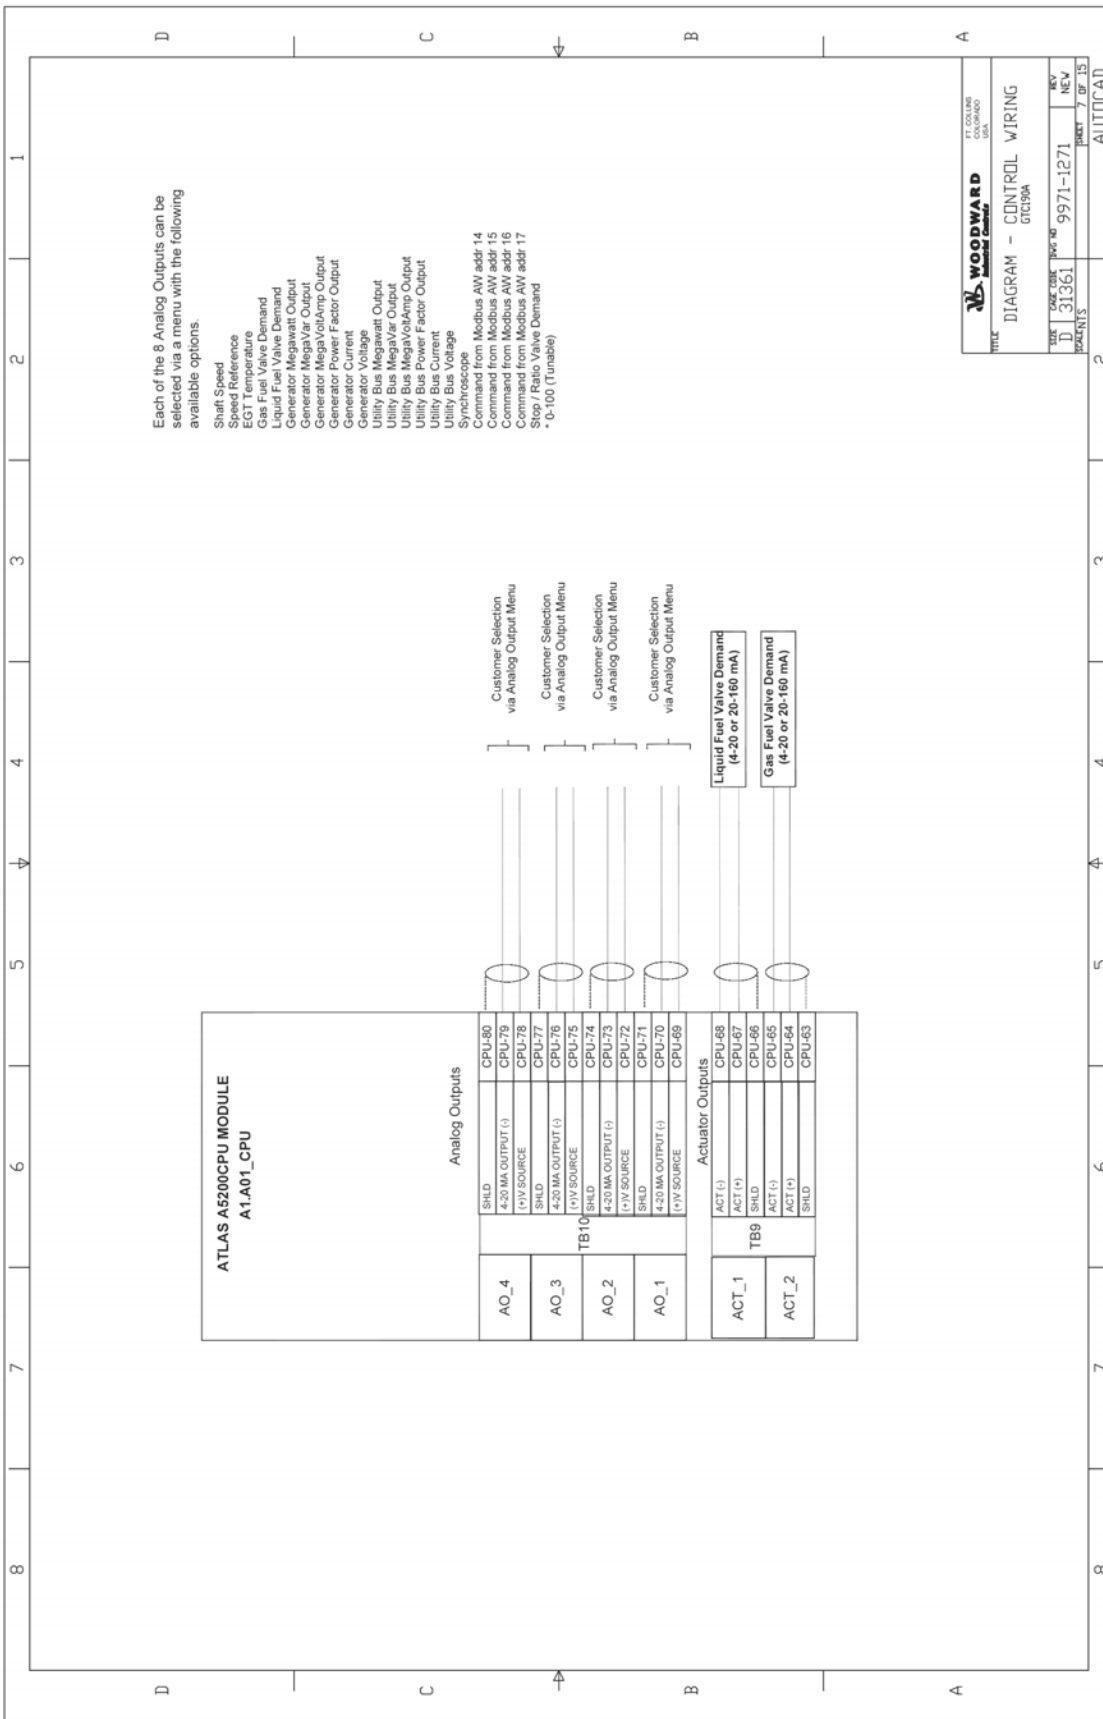 8
7
6
5
4
3
2
1
D
C
B
A
ATLAS A5200CPU MODULE
A1.A01_CPU
Analog Outputs
AO_4
AO_3
AO_2
AO_1
TB10
SHLD CPU-80
4-20 MA OUTPUT (-) CPU-79
(+)V SOURCE CPU-78
SHLD CPU-77
4-20 MA OUTPUT (-) CPU-76
(+)V SOURCE CPU-75
SHLD CPU-74
4-20 MA OUTPUT (-) CPU-73
(+)V SOURCE CPU-72
SHLD CPU-71
4-20 MA OUTPUT (-) CPU-70
(+)V SOURCE CPU-69
Customer Selection
via Analog Output Menu
Customer Selection
via Analog Output Menu
Customer Selection
via Analog Output Menu
Customer Selection
via Analog Output Menu
Actuator Outputs
ACT_1
ACT_2
TB9
ACT (-) CPU-68
ACT (+) CPU-67
SHLD CPU-66
ACT (-) CPU-65
ACT (+) CPU-64
SHLD CPU-63
Liquid Fuel Valve Demand
(4-20 or 20-160 mA)
Gas Fuel Valve Demand
(4-20 or 20-160 mA)
Each of the 8 Analog Outputs can be
selected via a menu with the following
available options.
Shaft Speed
Speed Reference
EGT Temperature
Gas Fuel Valve Demand
Liquid Fuel Valve Demand
Generator Megawatt Output
Generator MegaVar Output
Generator MegaVoltAmp Output
Generator Power Factor Output
Generator Current
Generator Voltage
Utility Bus Megawatt Output
Utility Bus MegaVar Output
Utility Bus MegaVoltAmp Output
Utility Bus Power Factor Output
Utility Bus Current
Utility Bus Voltage
Synchroscope
Command from Modbus AW addr 14
Command from Modbus AW addr 15
Command from Modbus AW addr 16
Command from Modbus AW addr 17
Stop / Ratio Valve Demand
* 0-100 (Tunable)
WOODWARD
Industrial Controls
FT. COLLINS
COLORADO
USA
TITLE
DIAGRAM - CONTROL WIRING
GTC190A
SIZE
D
CAGE CODE
31361
DWG NO
9971-1271
REV
NEW
SCALE NTS
SHEET 7 OF 15
AUTOCAD
D
C
B
A
8
7
6
5
4
3
2